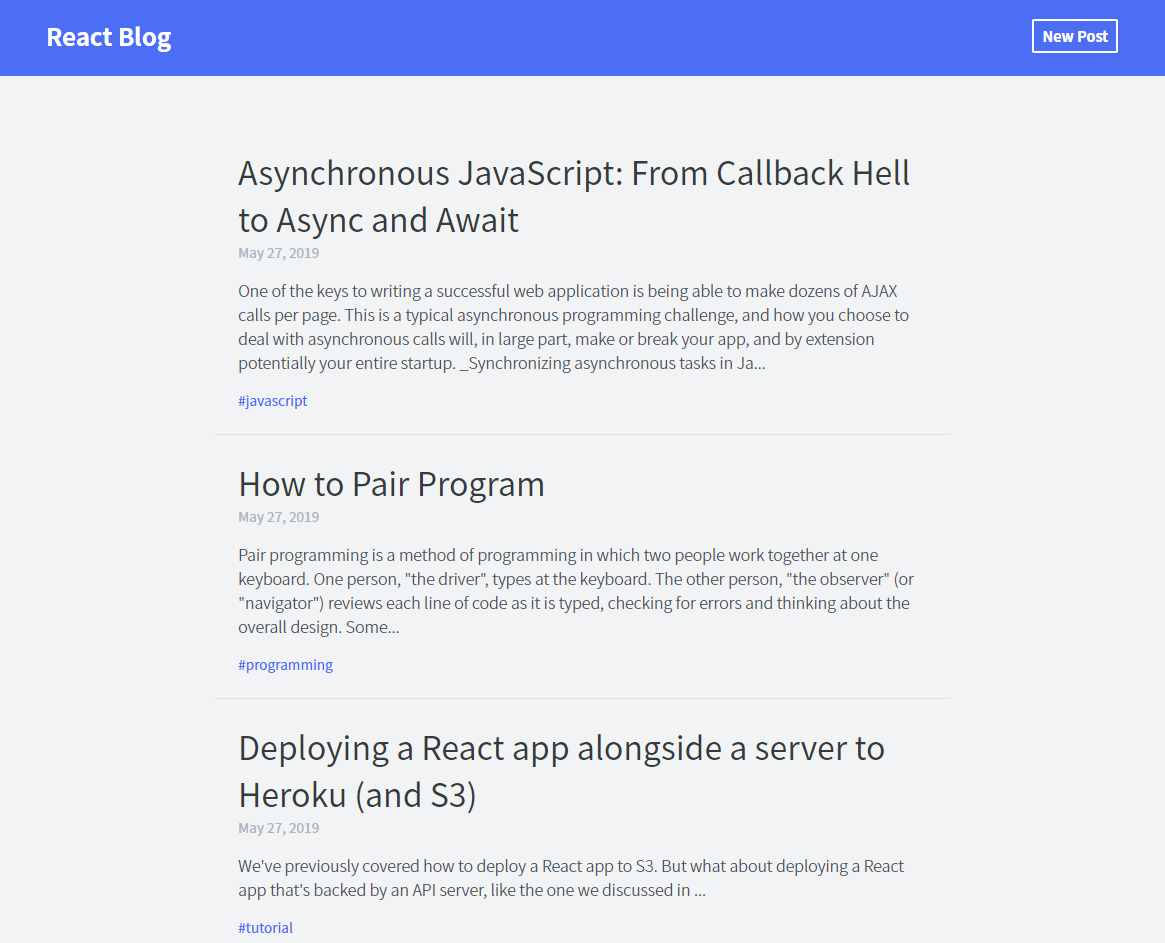 React Blog
New Post
Asynchronous JavaScript: From Callback Hell
to Async and Await
May 27, 2019
One of the keys to writing a successful web application is being able to make dozens of AJAX
calls per page. This is a typical asynchronous programming challenge, and how you choose to
deal with asynchronous calls will, in large part, make or break your app, and by extension
potentially your entire startup. _Synchronizing asynchronous tasks in Ja...
#javascript
How to Pair Program
May 27, 2019
Pair programming is a method of programming in which two people work together at one
keyboard. One person, "the driver", types at the keyboard. The other person, "the observer" (or
"navigator") reviews each line of code as it is typed, checking for errors and thinking about the
overall design. Some...
#programming
Deploying a React app alongside a server to
Heroku (and S3)
May 27, 2019
We've previously covered how to deploy a React app to S3. But what about deploying a React
app that's backed by an API server, like the one we discussed in ...
#tutorial